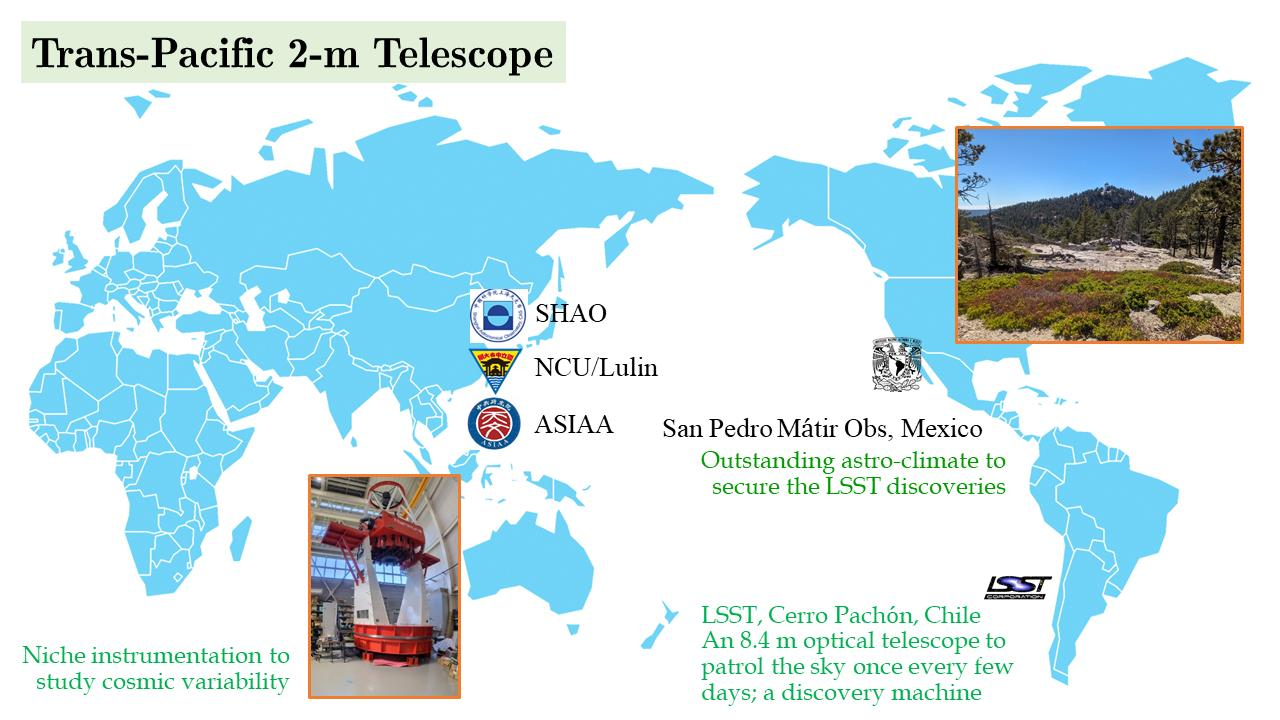 Trans-Pacific 2-m Telescope
SHAO
NCU/Lulin
ASIAA
San Pedro Mátir Obs, Mexico
Outstanding astro-climate to
secure the LSST discoveries
LSST
CORPORATION
LSST, Cerro Pachón, Chile
An 8.4 m optical telescope to
patrol the sky once every few
days; a discovery machine
Niche instrumentation to
study cosmic variability
ASIAA